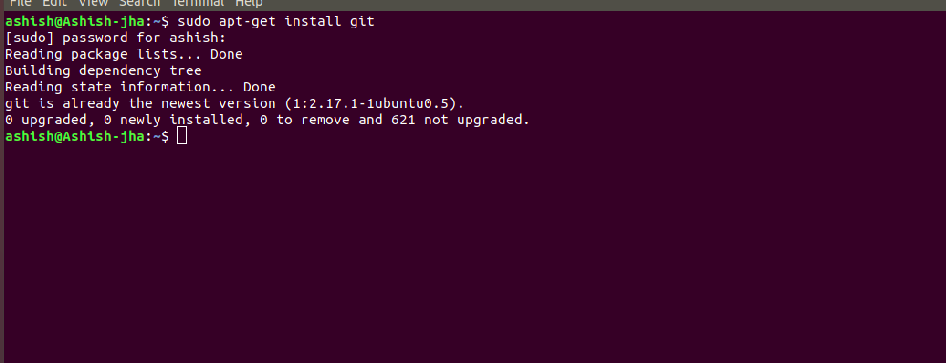 File Edit View Search Terminal Help
ashish@Ashish-jha:~$ sudo apt-get install git
[sudo] password for ashish:
Reading package lists... Done
Building dependency tree
Reading state information... Done
git is already the newest version (1:2.17.1-1ubuntu0.5).
0 upgraded, 0 newly installed, 0 to remove and 621 not upgraded.
ashish@Ashish-jha:~$